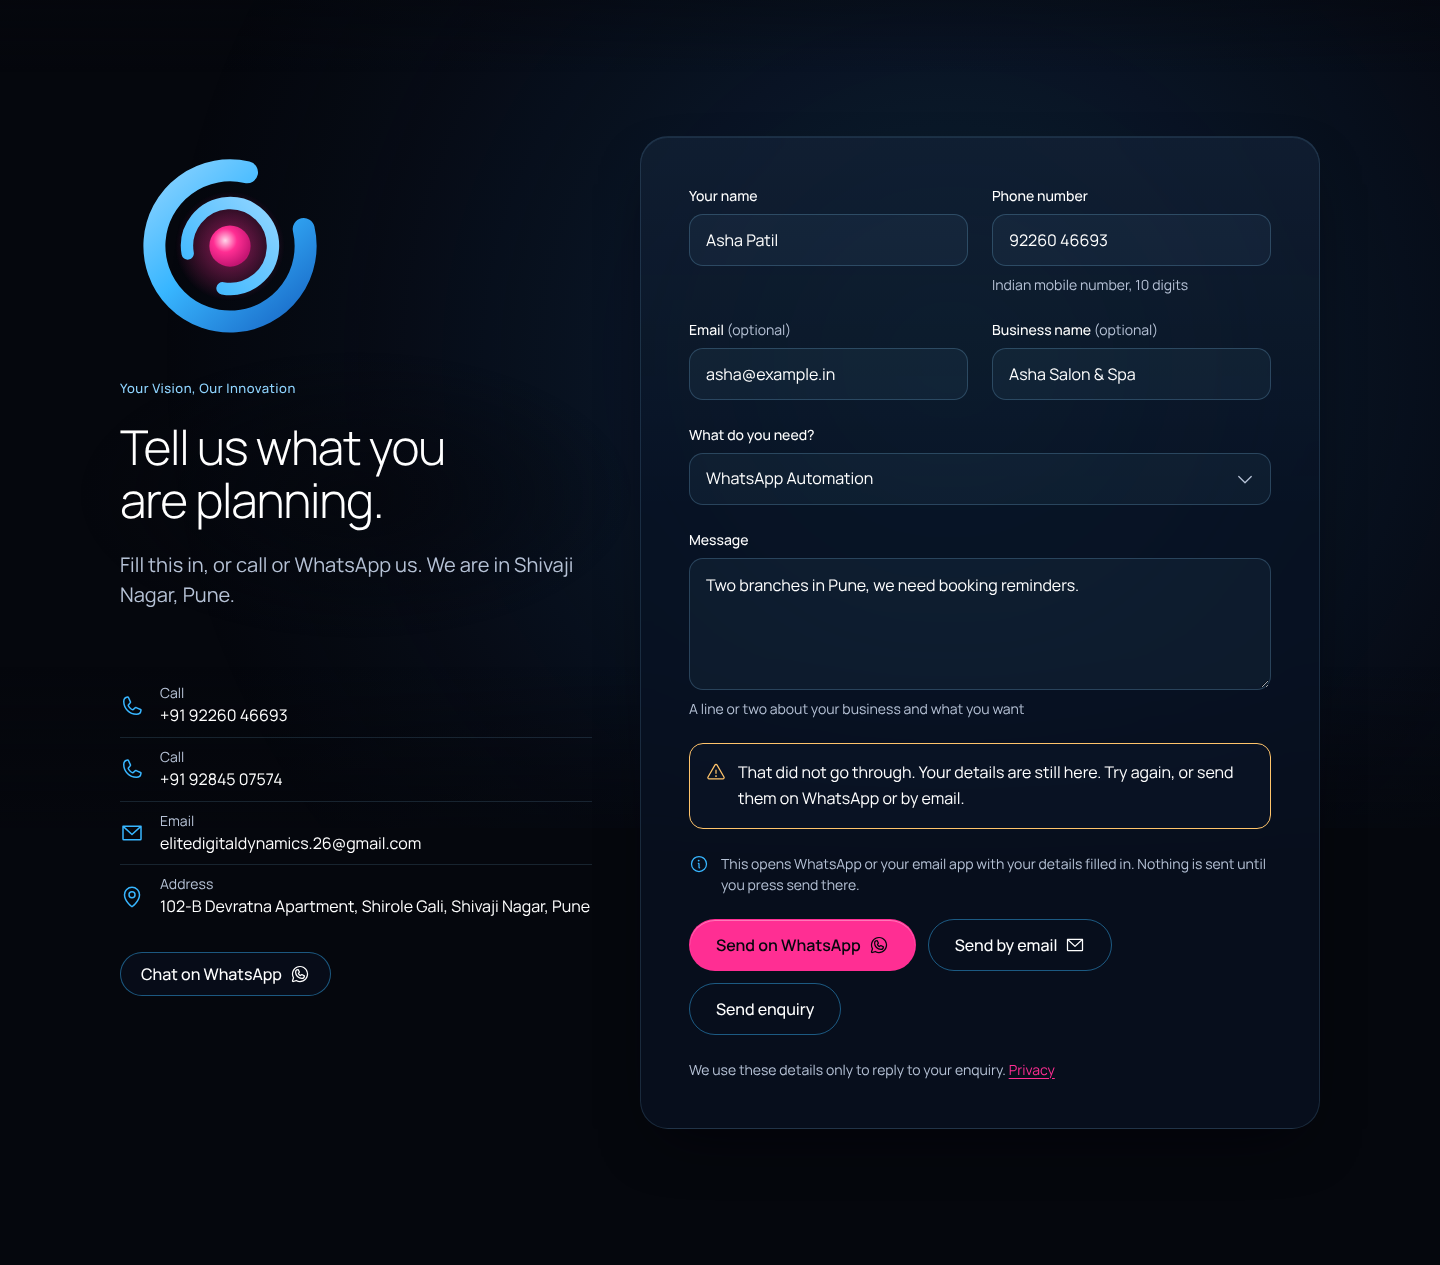 Your Vision, Our Innovation
Tell us what you
are planning.
Fill this in, or call or WhatsApp us. We are in Shivaji
Nagar, Pune.
Call
+91 92260 46693
Call
+91 92845 07574
Email
elitedigitaldynamics.26@gmail.com
Address
102-B Devratna Apartment, Shirole Gali, Shivaji Nagar, Pune
Chat on WhatsApp
Your name
Asha Patil
Phone number
92260 46693
Indian mobile number, 10 digits
Email (optional)
asha@example.in
Business name (optional)
Asha Salon & Spa
What do you need?
WhatsApp Automation
Message
Two branches in Pune, we need booking reminders.
A line or two about your business and what you want
That did not go through. Your details are still here. Try again, or send
them on WhatsApp or by email.
This opens WhatsApp or your email app with your details filled in. Nothing is sent until
you press send there.
Send on WhatsApp
Send by email
Send enquiry
We use these details only to reply to your enquiry. Privacy